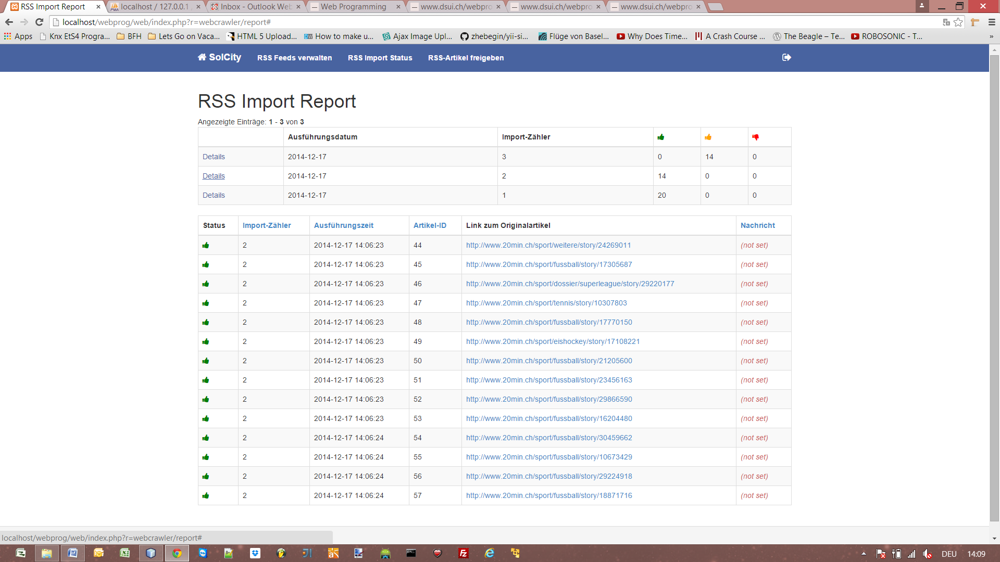 RSS Import Report
localhost / 127.0.0.1
Inbox - Outlook Web
Web Programming
www.dsui.ch/webpro
www.dsui.ch/webpro
www.dsui.ch/webpro
localhost/webprog/web/index.php?r=webcrawler/report#
Apps Knx EtS4 Progra... BFH Lets Go on Vaca... HTML 5 Upload... How to make u... Ajax Image Upl... zhebegin/yii-si... Flüge von Basel... Why Does Time... A Crash Course ... The Beagle – Te... ROBOSONIC - T... »
SolCity RSS Feeds verwalten RSS Import Status RSS-Artikel freigeben
RSS Import Report
Angezeigte Einträge: 1 - 3 von 3
Ausführungsdatum Import-Zähler
Details 2014-12-17 3 0 14 0
Details 2014-12-17 2 14 0 0
Details 2014-12-17 1 20 0 0
Status Import-Zähler Ausführungszeit Artikel-ID Link zum Originalartikel Nachricht
2 2014-12-17 14:06:23 44 http://www.20min.ch/sport/weitere/story/24269011 (not set)
2 2014-12-17 14:06:23 45 http://www.20min.ch/sport/fussball/story/17305687 (not set)
2 2014-12-17 14:06:23 46 http://www.20min.ch/sport/dossier/superleague/story/29220177 (not set)
2 2014-12-17 14:06:23 47 http://www.20min.ch/sport/tennis/story/10307803 (not set)
2 2014-12-17 14:06:23 48 http://www.20min.ch/sport/fussball/story/17770150 (not set)
2 2014-12-17 14:06:23 49 http://www.20min.ch/sport/eishockey/story/17108221 (not set)
2 2014-12-17 14:06:23 50 http://www.20min.ch/sport/fussball/story/21205600 (not set)
2 2014-12-17 14:06:23 51 http://www.20min.ch/sport/fussball/story/23456163 (not set)
2 2014-12-17 14:06:23 52 http://www.20min.ch/sport/fussball/story/29866590 (not set)
2 2014-12-17 14:06:23 53 http://www.20min.ch/sport/fussball/story/16204480 (not set)
2 2014-12-17 14:06:24 54 http://www.20min.ch/sport/fussball/story/30459662 (not set)
2 2014-12-17 14:06:24 55 http://www.20min.ch/sport/fussball/story/10673429 (not set)
2 2014-12-17 14:06:24 56 http://www.20min.ch/sport/fussball/story/29224918 (not set)
2 2014-12-17 14:06:24 57 http://www.20min.ch/sport/fussball/story/18871716 (not set)
localhost/webprog/web/index.php?r=webcrawler/report#
DEU 14:09